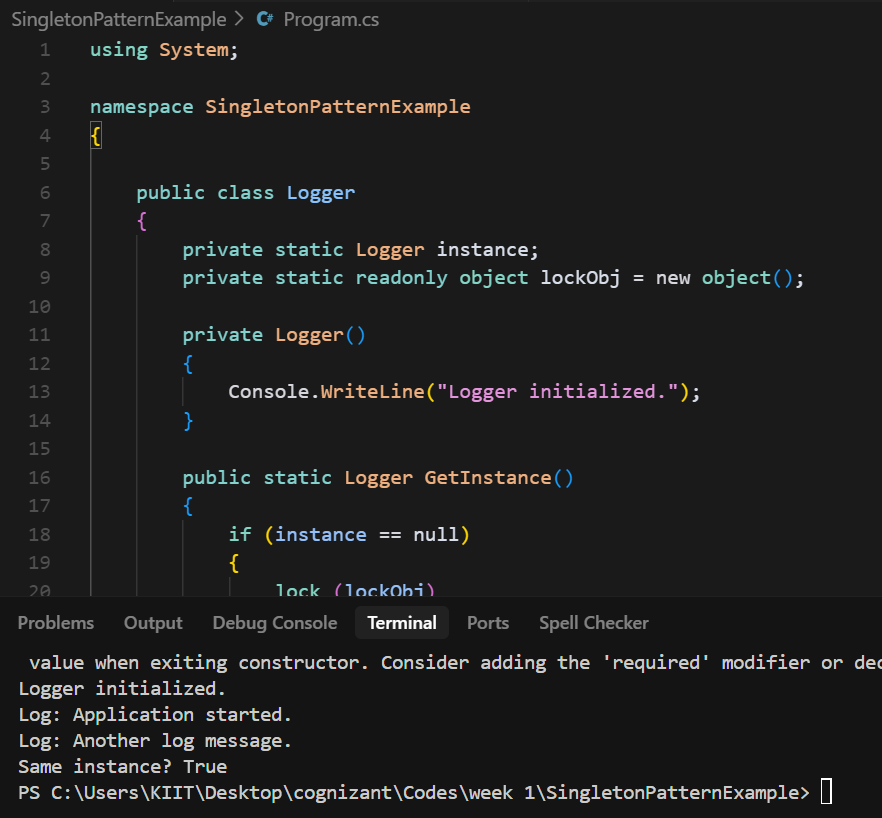 SingletonPatternExample > C# Program.cs
1 using System;
2
3 namespace SingletonPatternExample
4 {
5
6 public class Logger
7 {
8 private static Logger instance;
9 private static readonly object lockObj = new object();
10
11 private Logger()
12 {
13 Console.WriteLine("Logger initialized.");
14 }
15
16 public static Logger GetInstance()
17 {
18 if (instance == null)
19 {
20 lock (lockObj)
Problems Output Debug Console Terminal Ports Spell Checker
value when exiting constructor. Consider adding the 'required' modifier or dec
Logger initialized.
Log: Application started.
Log: Another log message.
Same instance? True
PS C:\Users\KIIT\Desktop\cognizant\Codes\week 1\SingletonPatternExample>